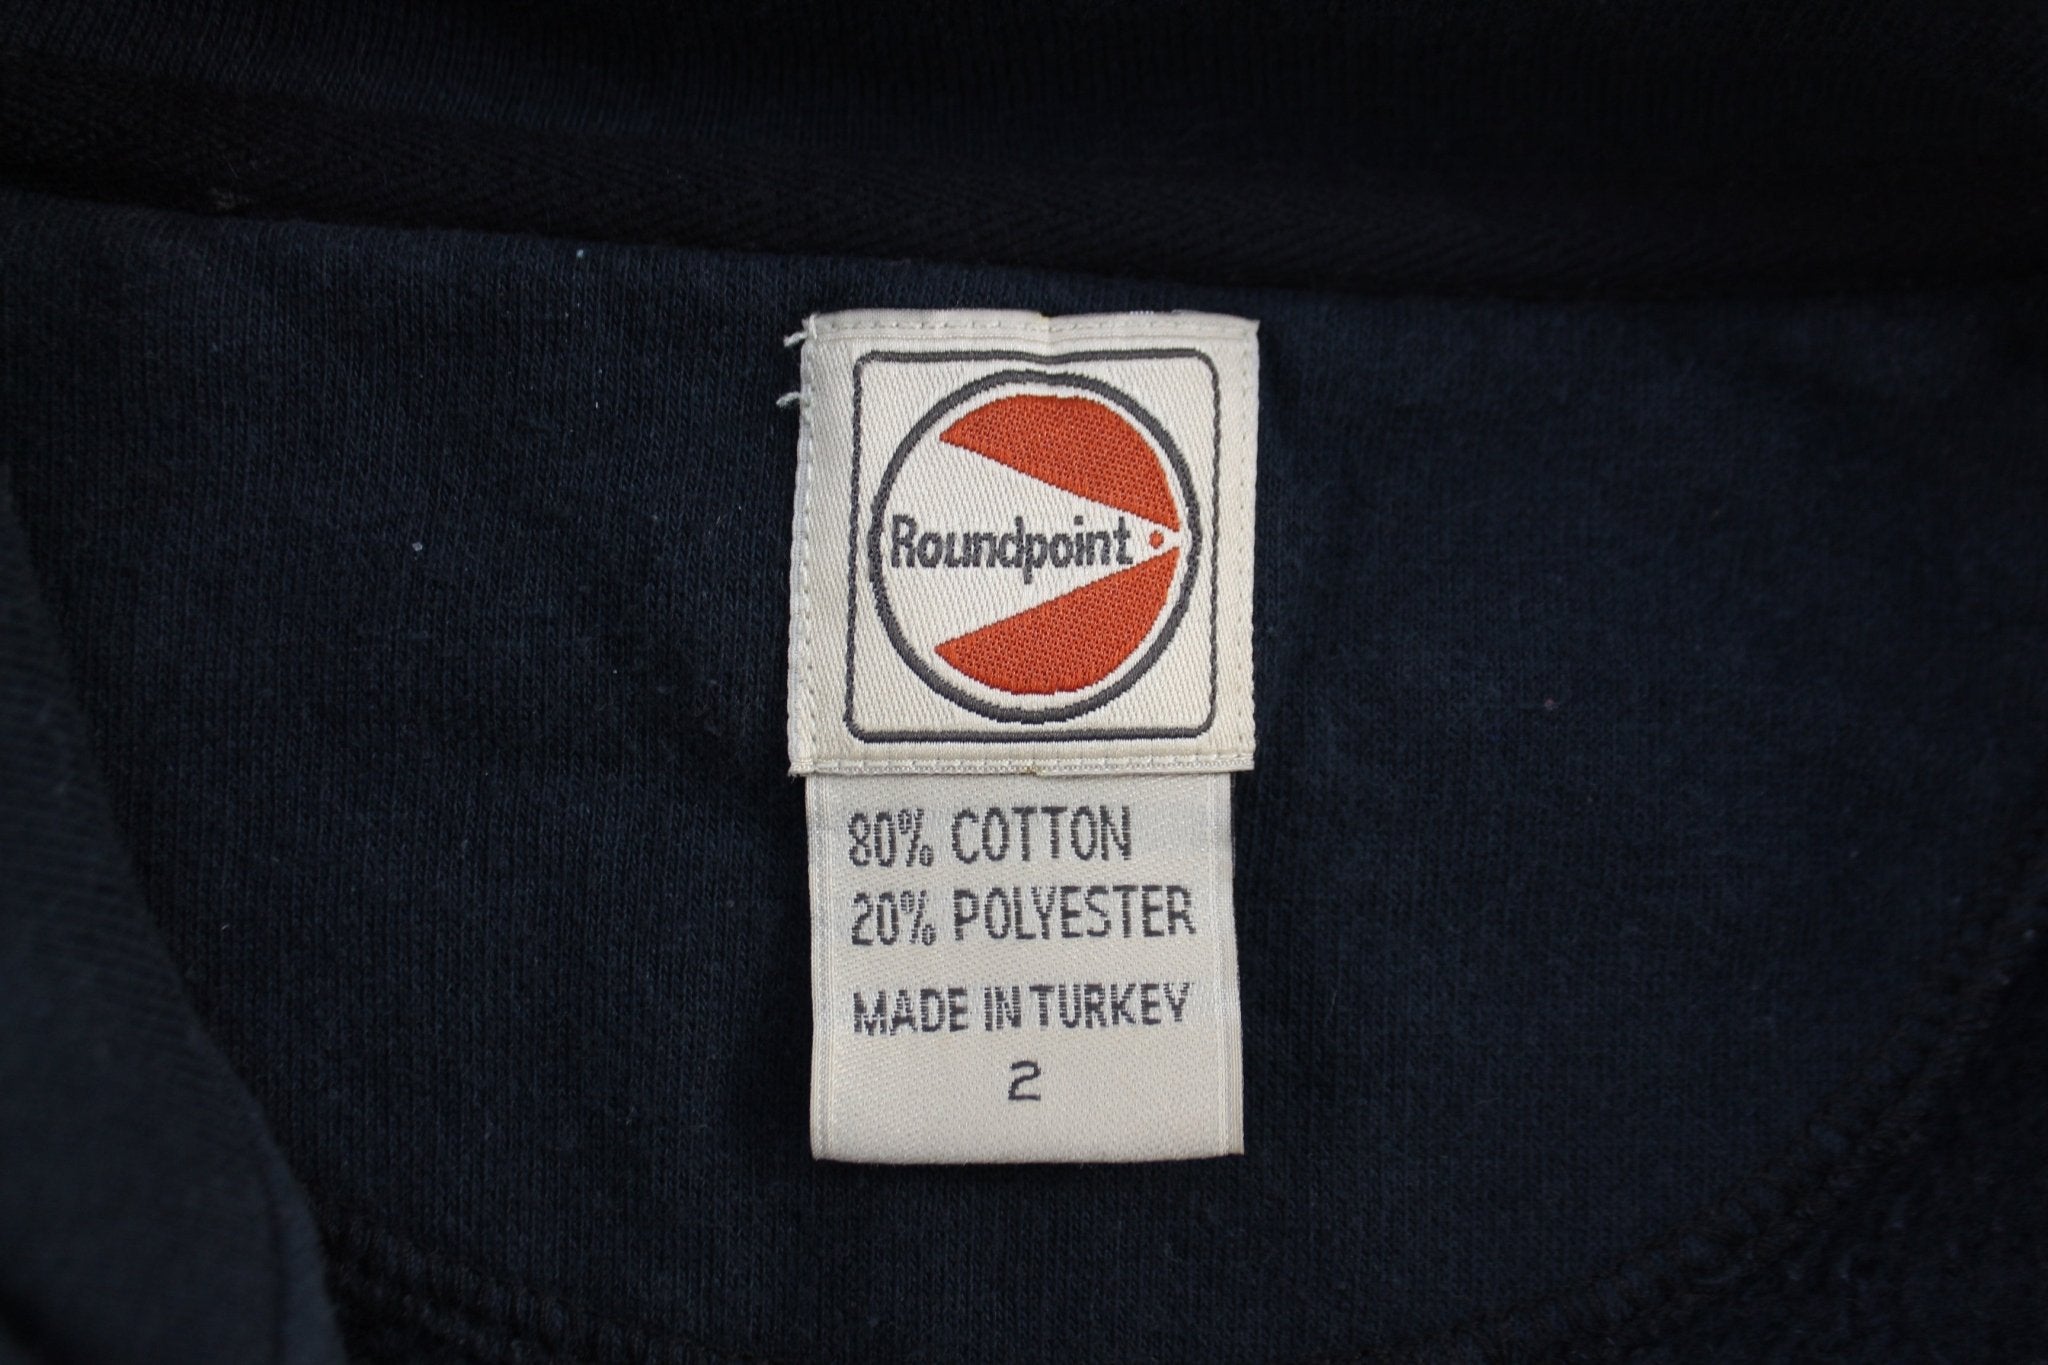 Roundpoint
80% COTTON
20% POLYESTER
MADE IN TURKEY
2